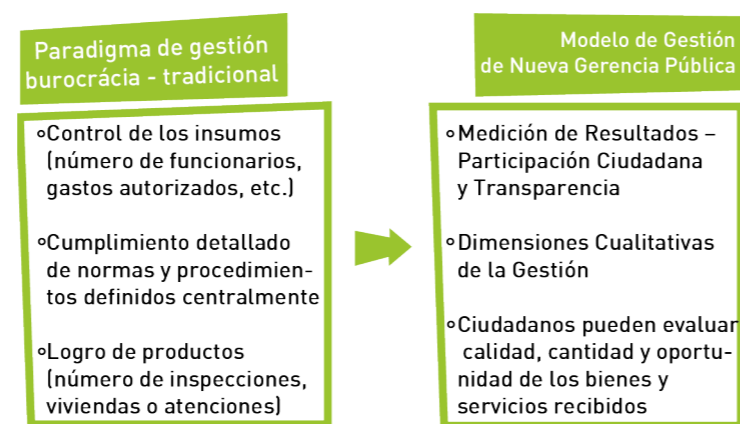 Paradigma de gestión
burocrácia - tradicional
◦Control de los insumos
(número de funcionarios,
gastos autorizados, etc.)
◦Cumplimiento detallado
de normas y procedimien-
tos definidos centralmente
◦Logro de productos
(número de inspecciones,
viviendas o atenciones)
Modelo de Gestión
de Nueva Gerencia Pública
◦Medición de Resultados –
Participación Ciudadana
y Transparencia
◦Dimensiones Cualitativas
de la Gestión
◦Ciudadanos pueden evaluar
calidad, cantidad y oportu-
nidad de los bienes y
servicios recibidos